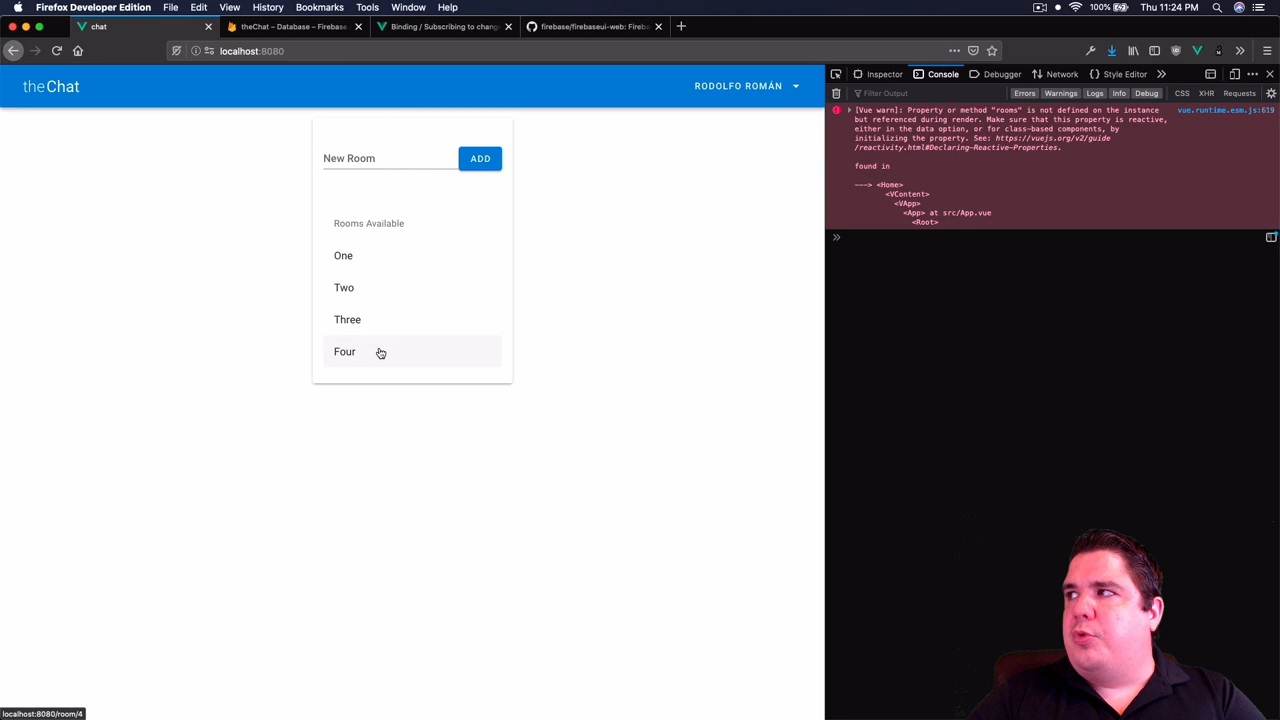 Firefox Developer Edition File Edit View History Bookmarks Tools Window Help
100% Thu 11:24 PM
chat
theChat – Database – Firebase
Binding / Subscribing to chang
firebase/firebaseui-web: Fireb
localhost:8080
theChat
RODOLFO ROMÁN
New Room
ADD
Rooms Available
One
Two
Three
Four
localhost:8080/room/4
Inspector Console Debugger Network Style Editor
Filter Output
Errors Warnings Logs Info Debug CSS XHR Requests
[Vue warn]: Property or method "rooms" is not defined on the instance vue.runtime.esm.js:619
but referenced during render. Make sure that this property is reactive,
either in the data option, or for class-based components, by
initializing the property. See: https://vuejs.org/v2/guide
/reactivity.html#Declaring-Reactive-Properties.
found in
---> <Home>
<VContent>
<VApp>
<App> at src/App.vue
<Root>